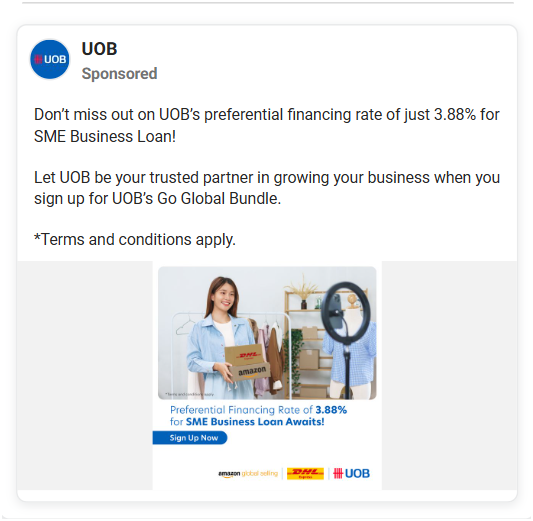 UOB
UOB
Sponsored
Don't miss out on UOB's preferential financing rate of just 3.88% for
SME Business Loan!
Let UOB be your trusted partner in growing your business when you
sign up for UOB's Go Global Bundle.
*Terms and conditions apply.
DHL
amazon
*Terms and conditions apply.
Preferential Financing Rate of 3.88%
for SME Business Loan Awaits!
Sign Up Now
amazon global selling
DHL
Express
UOB